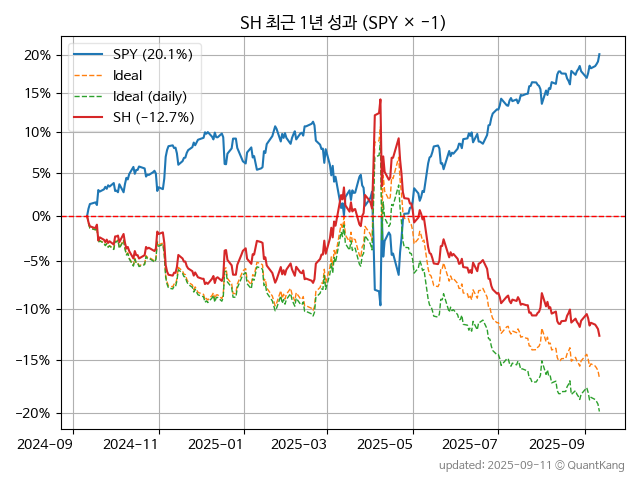 SH 최근 1년 성과 (SPY × −1)
SPY (20.1%)
Ideal
Ideal (daily)
SH (−12.7%)
20%
15%
10%
5%
0%
−5%
−10%
−15%
−20%
2024-09
2024-11
2025-01
2025-03
2025-05
2025-07
2025-09
updated: 2025-09-11 ⓒ QuantKang